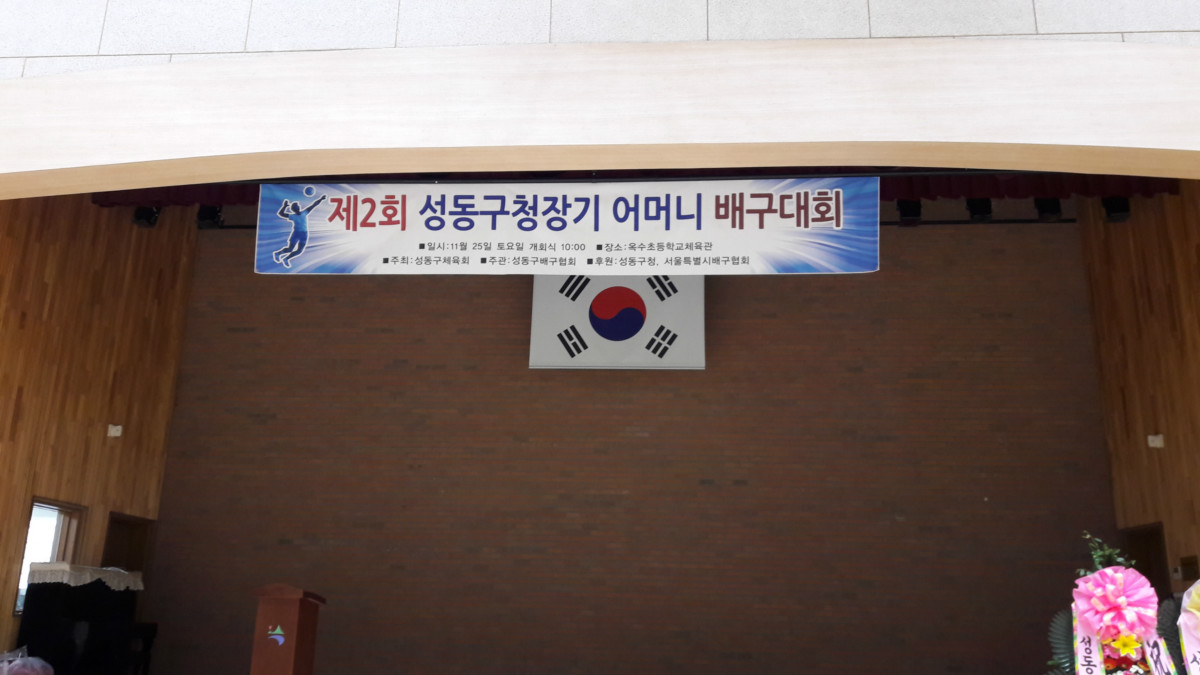 제2회 성동구청장기 어머니 배구대회
■일시:11월 25일 토요일 개회식 10:00 ■장소:옥수초등학교체육관
■주최:성동구체육회 ■주관:성동구배구협회 ■후원:성동구청, 서울특별시배구협회
성동
祝